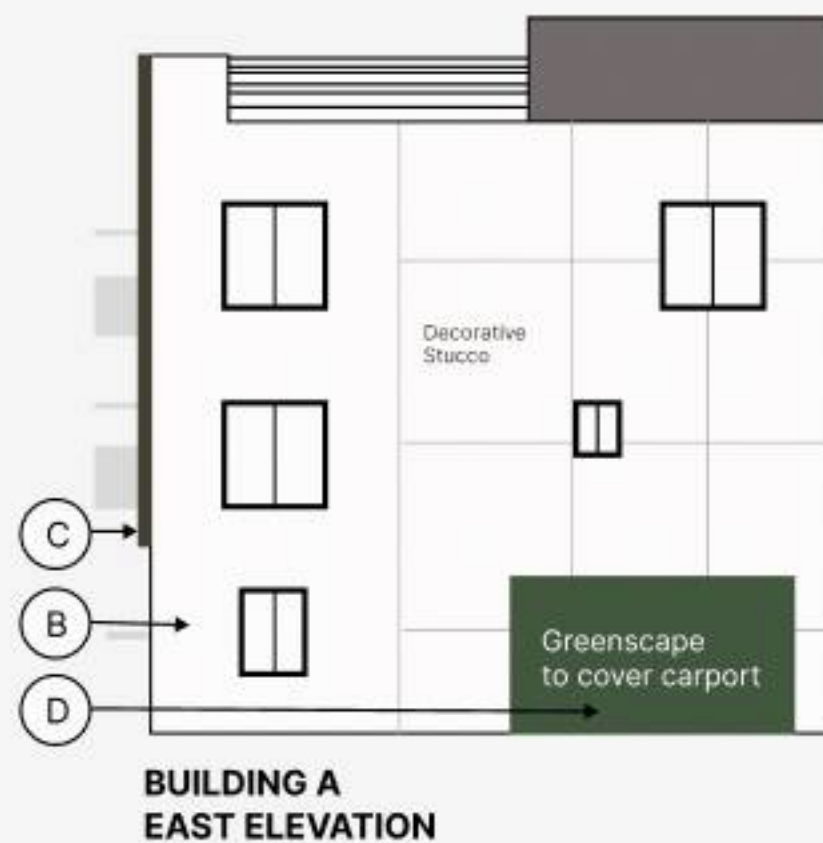 Decorative
Stucco
C
B
Greenscape
to cover carport
D
BUILDING A
EAST ELEVATION